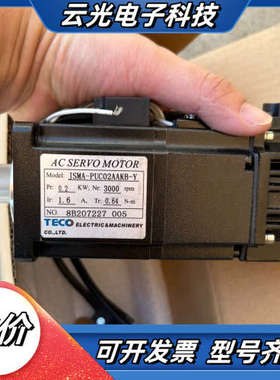 云光电子科技
AC SERVO MOTOR
Model. JSMA-PUC02AAKB-Y
Pr. 0.2 KW. Nr. 3000 rpm
Ir. 1.6 A. Tr. 0.64 N-m
NO. 8B207227 005
TECO ELECTRIC&MACHINERY
CO.,LTD.
价
可开发票 型号齐